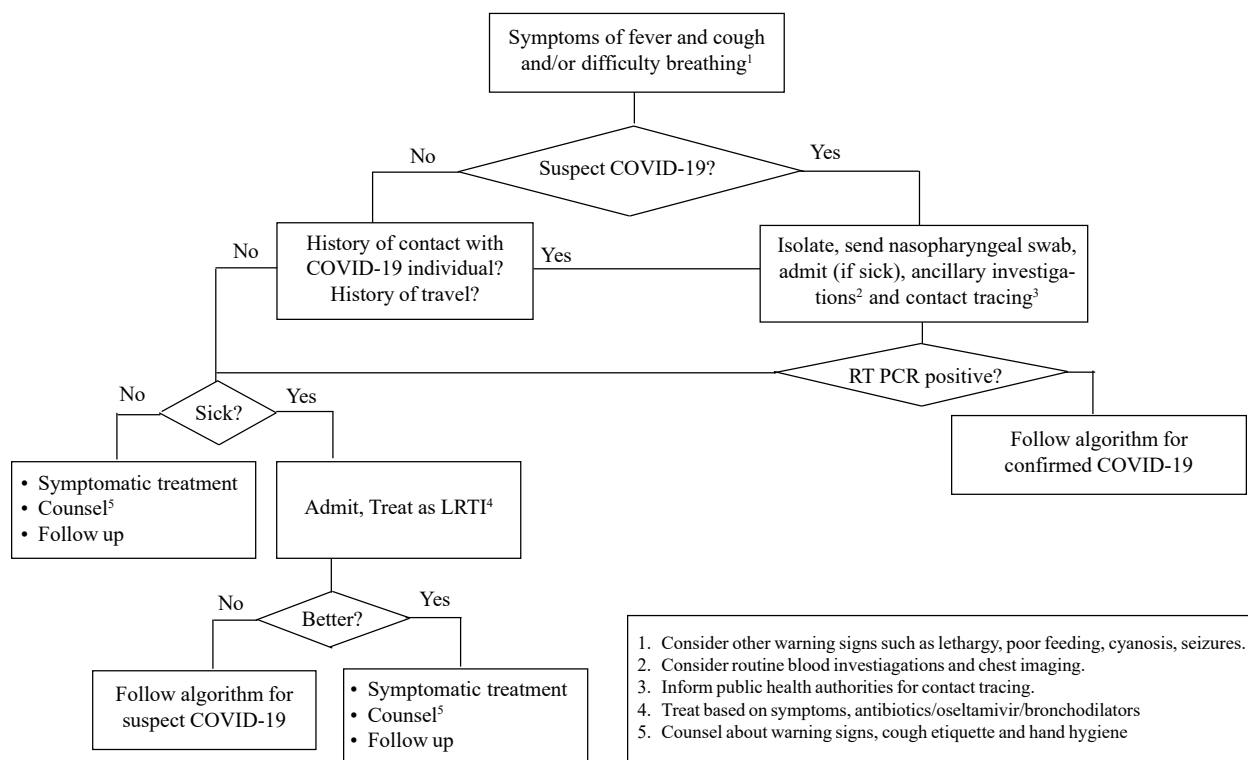 Symptoms of fever and cough
and/or difficulty breathing¹
No
Suspect COVID-19?
Yes
No
History of contact with
COVID-19 individual?
History of travel?
Yes
Isolate, send nasopharyngeal swab,
admit (if sick), ancillary investiga-
tions² and contact tracing³
RT PCR positive?
No
Sick?
Yes
Follow algorithm for
confirmed COVID-19
• Symptomatic treatment
• Counsel⁵
• Follow up
Admit, Treat as LRTI⁴
No
Better?
Yes
Follow algorithm for
suspect COVID-19
• Symptomatic treatment
• Counsel⁵
• Follow up
1. Consider other warning signs such as lethargy, poor feeding, cyanosis, seizures.
2. Consider routine blood investiagations and chest imaging.
3. Inform public health authorities for contact tracing.
4. Treat based on symptoms, antibiotics/oseltamivir/bronchodilators
5. Counsel about warning signs, cough etiquette and hand hygiene